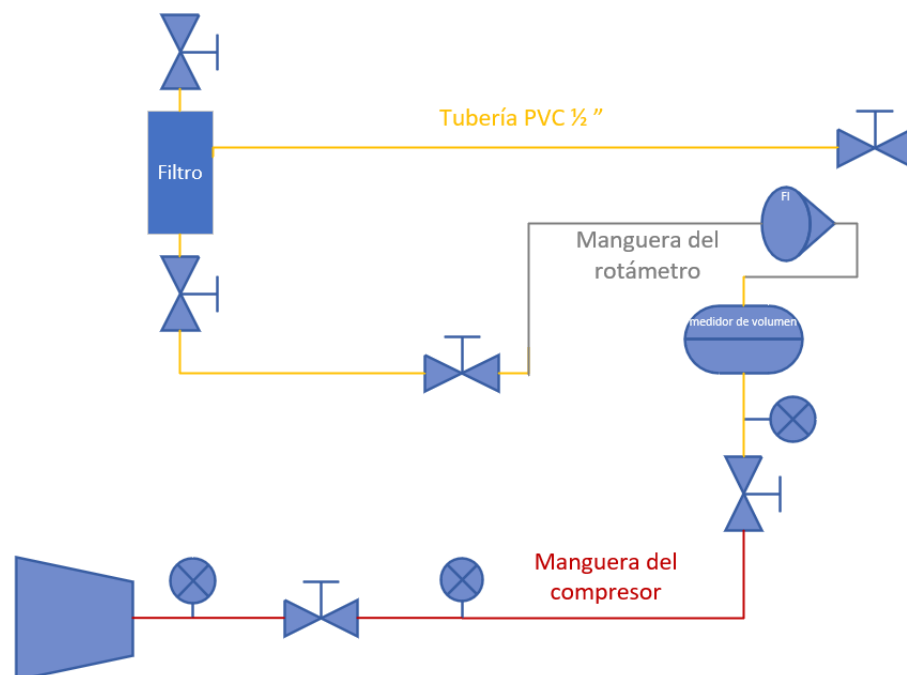 Tubería PVC ½ ”
Filtro
FI
Manguera del
rotámetro
medidor de volumen
Manguera del
compresor